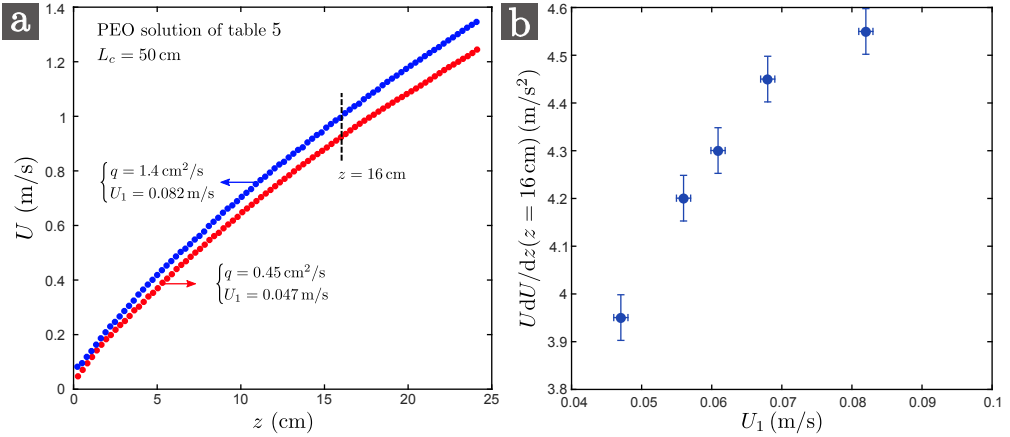 a
PEO solution of table 5
L_c = 50 cm
q = 1.4 cm²/s
U₁ = 0.082 m/s
z = 16 cm
q = 0.45 cm²/s
U₁ = 0.047 m/s
U (m/s)
1.4
1.2
1
0.8
0.6
0.4
0.2
0
0 5 10 15 20 25
z (cm)
b
UdU/dz(z = 16 cm) (m/s²)
4.6
4.5
4.4
4.3
4.2
4.1
4
3.9
3.8
0.04 0.05 0.06 0.07 0.08 0.09 0.1
U₁ (m/s)